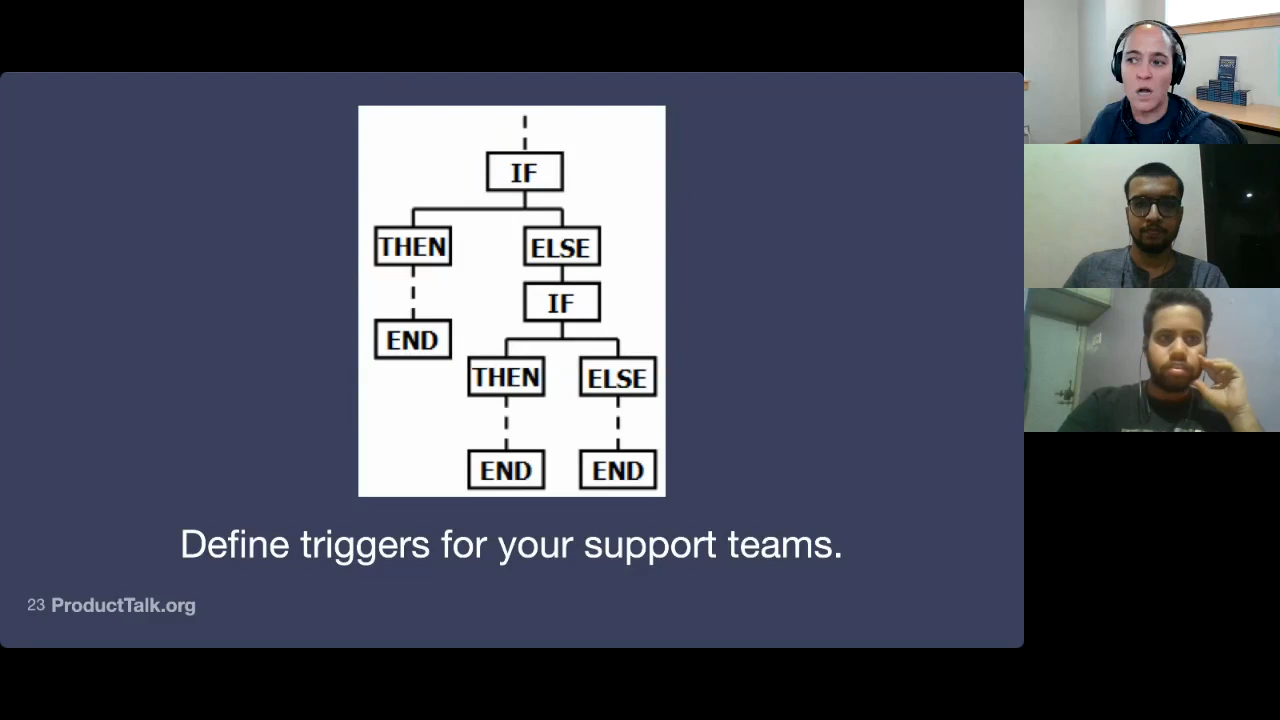 IF
THEN
ELSE
IF
END
THEN
ELSE
END
END
Define triggers for your support teams.
23 ProductTalk.org